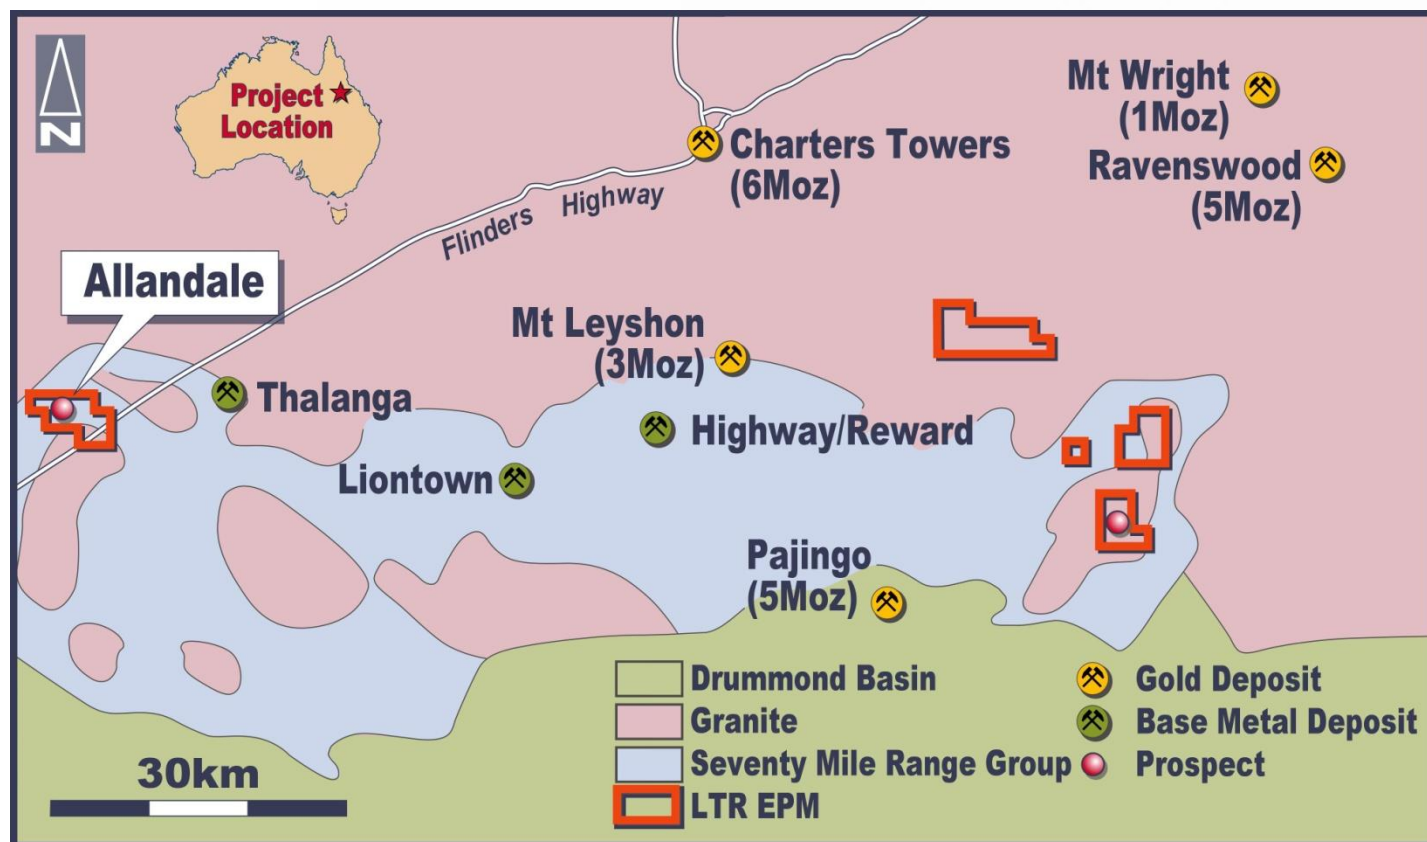 N
Project
Location
Mt Wright
(1Moz)
Charters Towers
(6Moz)
Ravenswood
(5Moz)
Flinders Highway
Allandale
Mt Leyshon
(3Moz)
Thalanga
Highway/Reward
Liontown
Pajingo
(5Moz)
Drummond Basin
Granite
Seventy Mile Range Group
LTR EPM
Gold Deposit
Base Metal Deposit
Prospect
30km